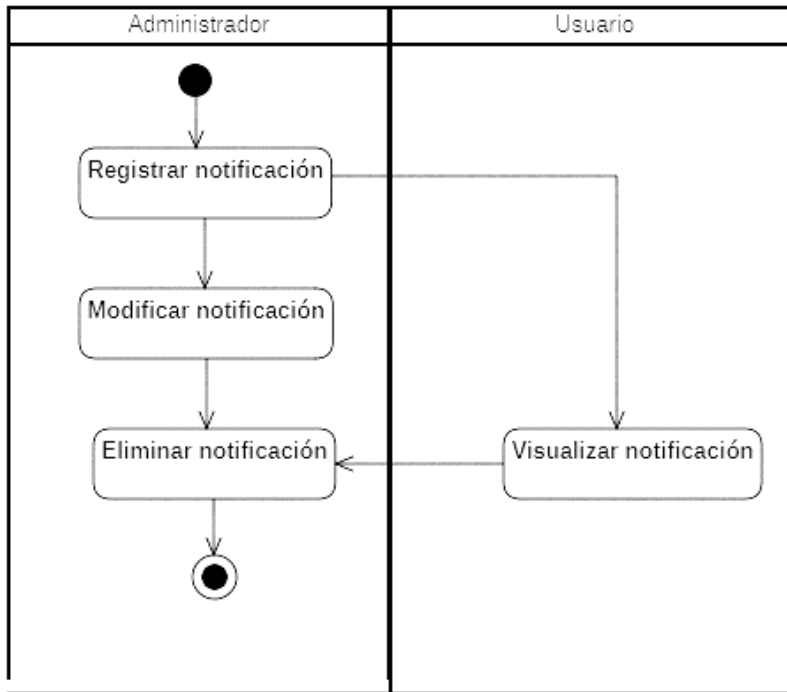 Administrador
Usuario
Registrar notificación
Modificar notificación
Eliminar notificación
Visualizar notificación